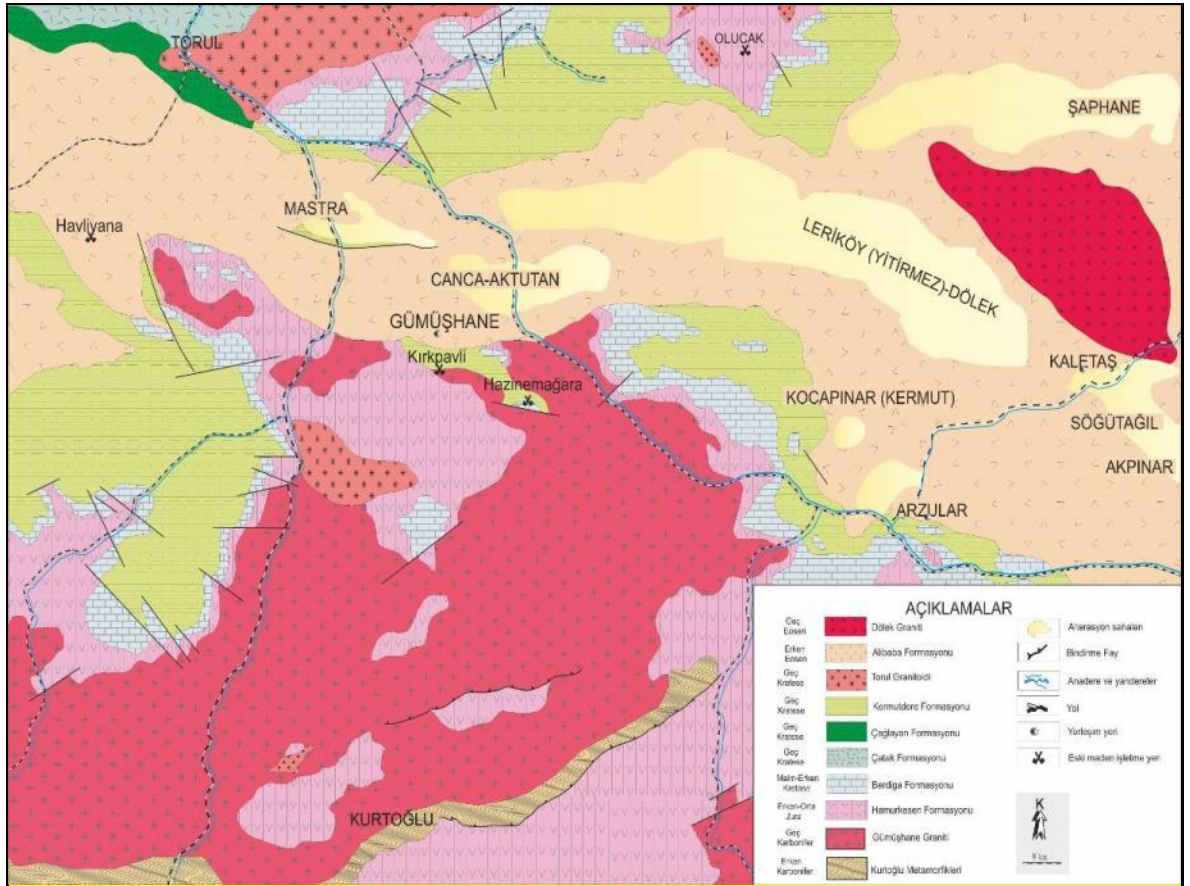 TORUL
OLUCAK
ŞAPHANE
Havliyana
MASTRA
LERİKÖY (YİTİRMEZ)-DÖLEK
CANCA-AKTUTAN
GÜMÜŞHANE
Kırkpavli
Hazinemağara
KALETAŞ
KOCAPINAR (KERMUT)
SÖĞÜTAĞIL
AKPINAR
ARZULAR
KURTOĞLU
AÇIKLAMALAR
Geç Eosen
Dölek Graniti
Erken Eosen
Alibaba Formasyonu
Geç Kretase
Torul Granitoidi
Geç Kretase
Kermutdere Formasyonu
Geç Kretase
Çağlayan Formasyonu
Geç Kretase
Çatak Formasyonu
Malm-Erken Kretase
Berdiga Formasyonu
Erken-Orta Jura
Hamurkesen Formasyonu
Geç Karbonifer
Gümüşhane Graniti
Erken Karbonifer
Kurtoğlu Metamorfikleri
Alterasyon sahaları
Bindirme Fay
Anadere ve yandereler
Yol
Yerleşim yeri
Eski maden işletme yeri
K